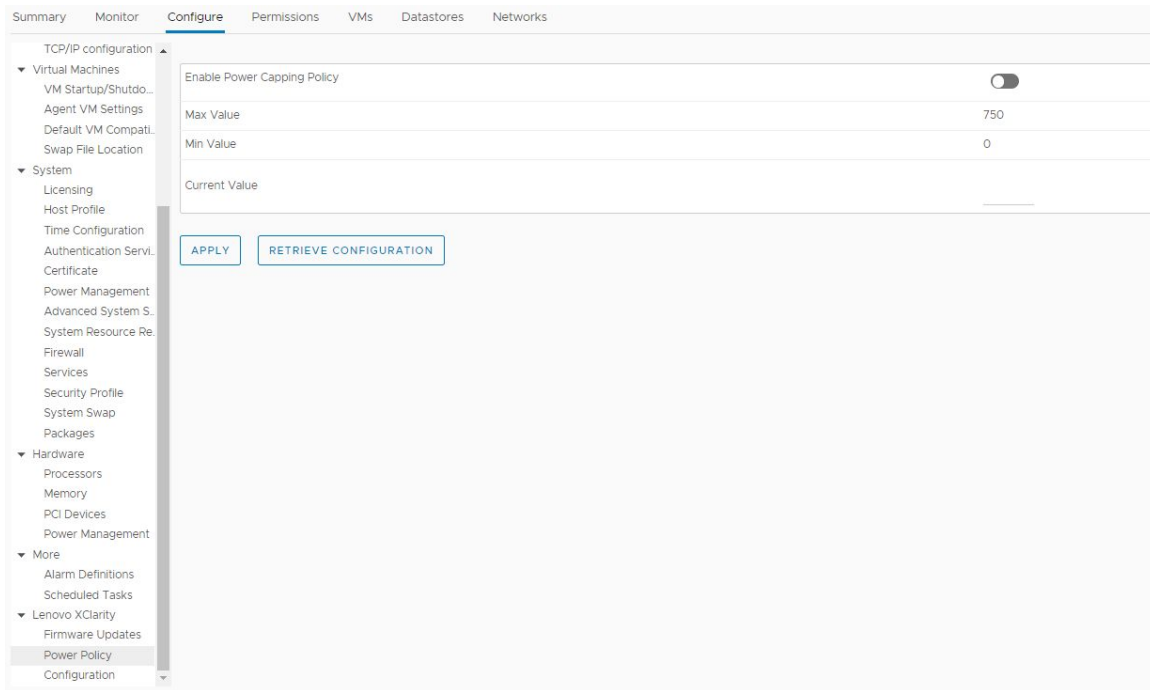 Summary Monitor Configure Permissions VMs Datastores Networks
TCP/IP configuration
Virtual Machines
VM Startup/Shutdo...
Agent VM Settings
Default VM Compati..
Swap File Location
System
Licensing
Host Profile
Time Configuration
Authentication Servi..
Certificate
Power Management
Advanced System S..
System Resource Re.
Firewall
Services
Security Profile
System Swap
Packages
Hardware
Processors
Memory
PCI Devices
Power Management
More
Alarm Definitions
Scheduled Tasks
Lenovo XClarity
Firmware Updates
Power Policy
Configuration
Enable Power Capping Policy
Max Value 750
Min Value 0
Current Value
APPLY RETRIEVE CONFIGURATION